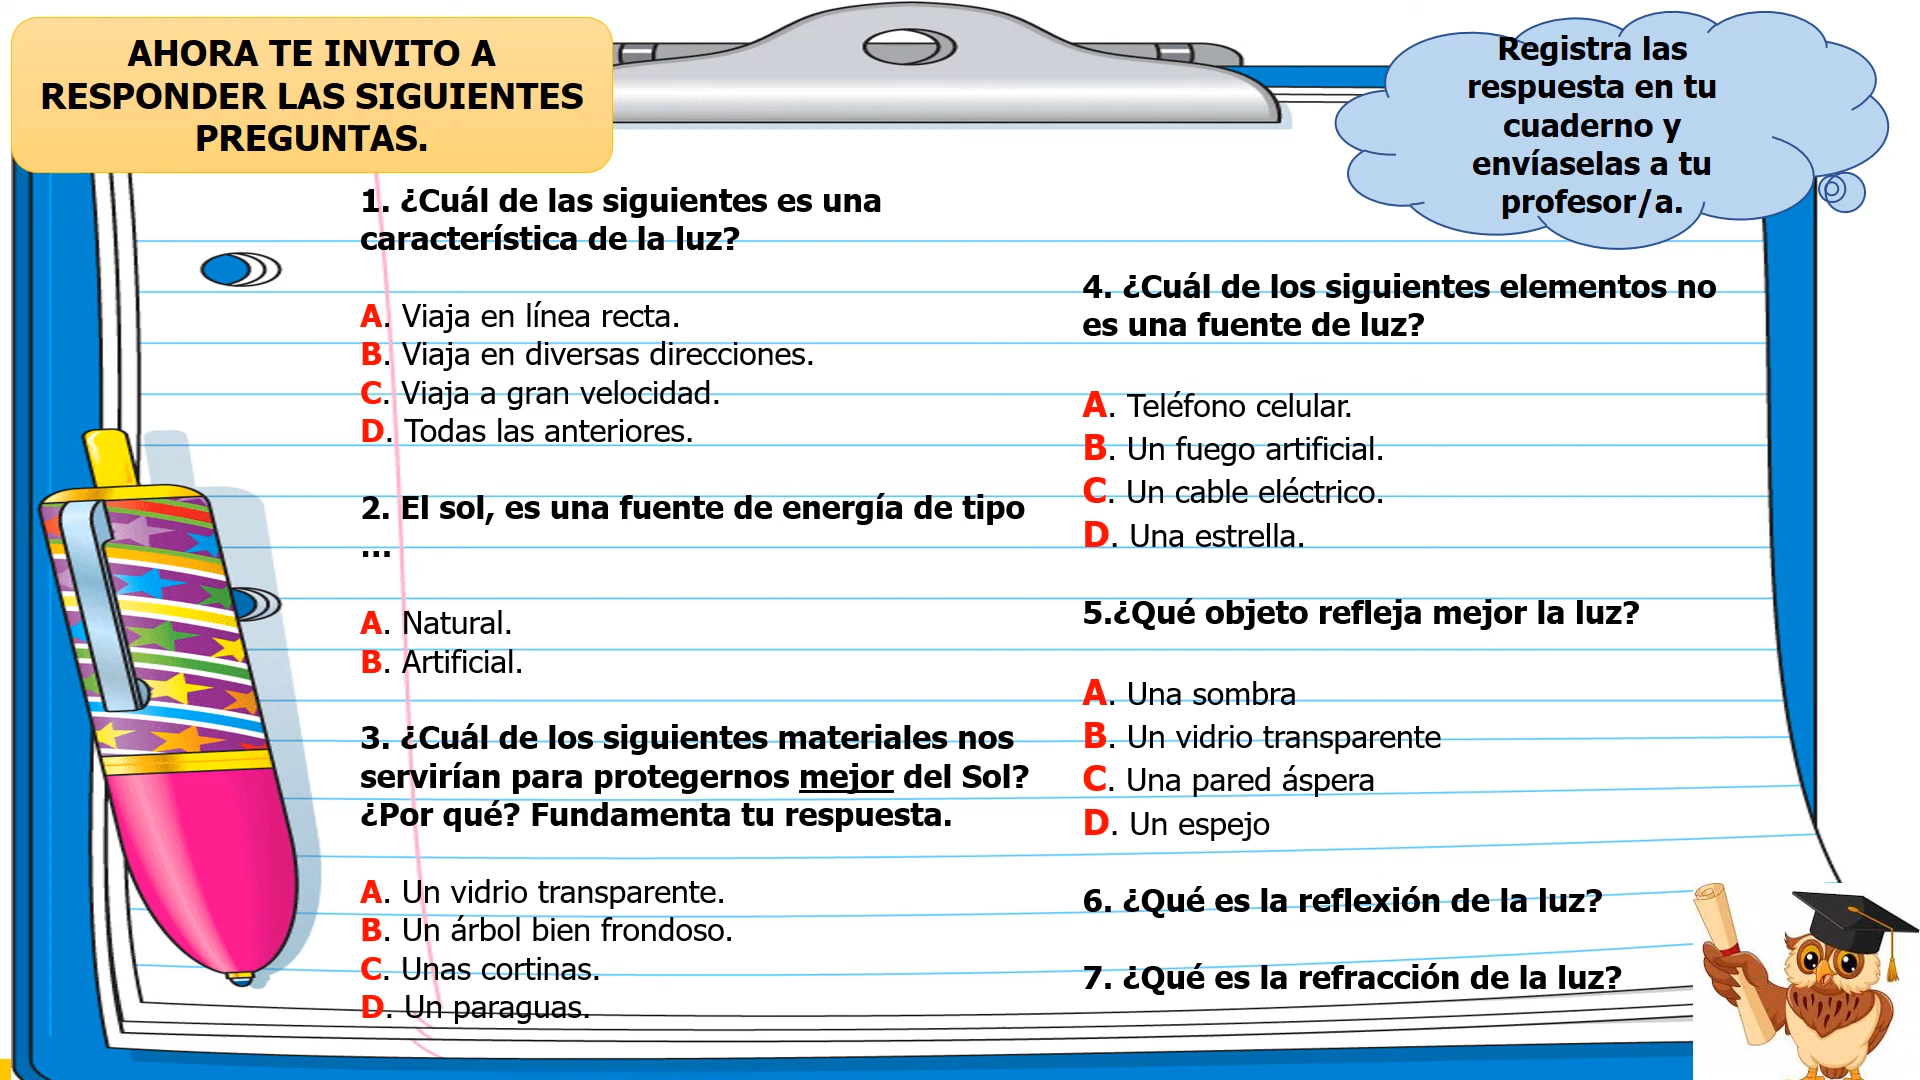 AHORA TE INVITO A
RESPONDER LAS SIGUIENTES
PREGUNTAS.
Registra las
respuesta en tu
cuaderno y
envíaselas a tu
profesor/a.
1. ¿Cuál de las siguientes es una
característica de la luz?
A. Viaja en línea recta.
B. Viaja en diversas direcciones.
C. Viaja a gran velocidad.
D. Todas las anteriores.
2. El sol, es una fuente de energía de tipo
...
A. Natural.
B. Artificial.
3. ¿Cuál de los siguientes materiales nos
servirían para protegernos mejor del Sol?
¿Por qué? Fundamenta tu respuesta.
A. Un vidrio transparente.
B. Un árbol bien frondoso.
C. Unas cortinas.
D. Un paraguas.
4. ¿Cuál de los siguientes elementos no
es una fuente de luz?
A. Teléfono celular.
B. Un fuego artificial.
C. Un cable eléctrico.
D. Una estrella.
5.¿Qué objeto refleja mejor la luz?
A. Una sombra
B. Un vidrio transparente
C. Una pared áspera
D. Un espejo
6. ¿Qué es la reflexión de la luz?
7. ¿Qué es la refracción de la luz?